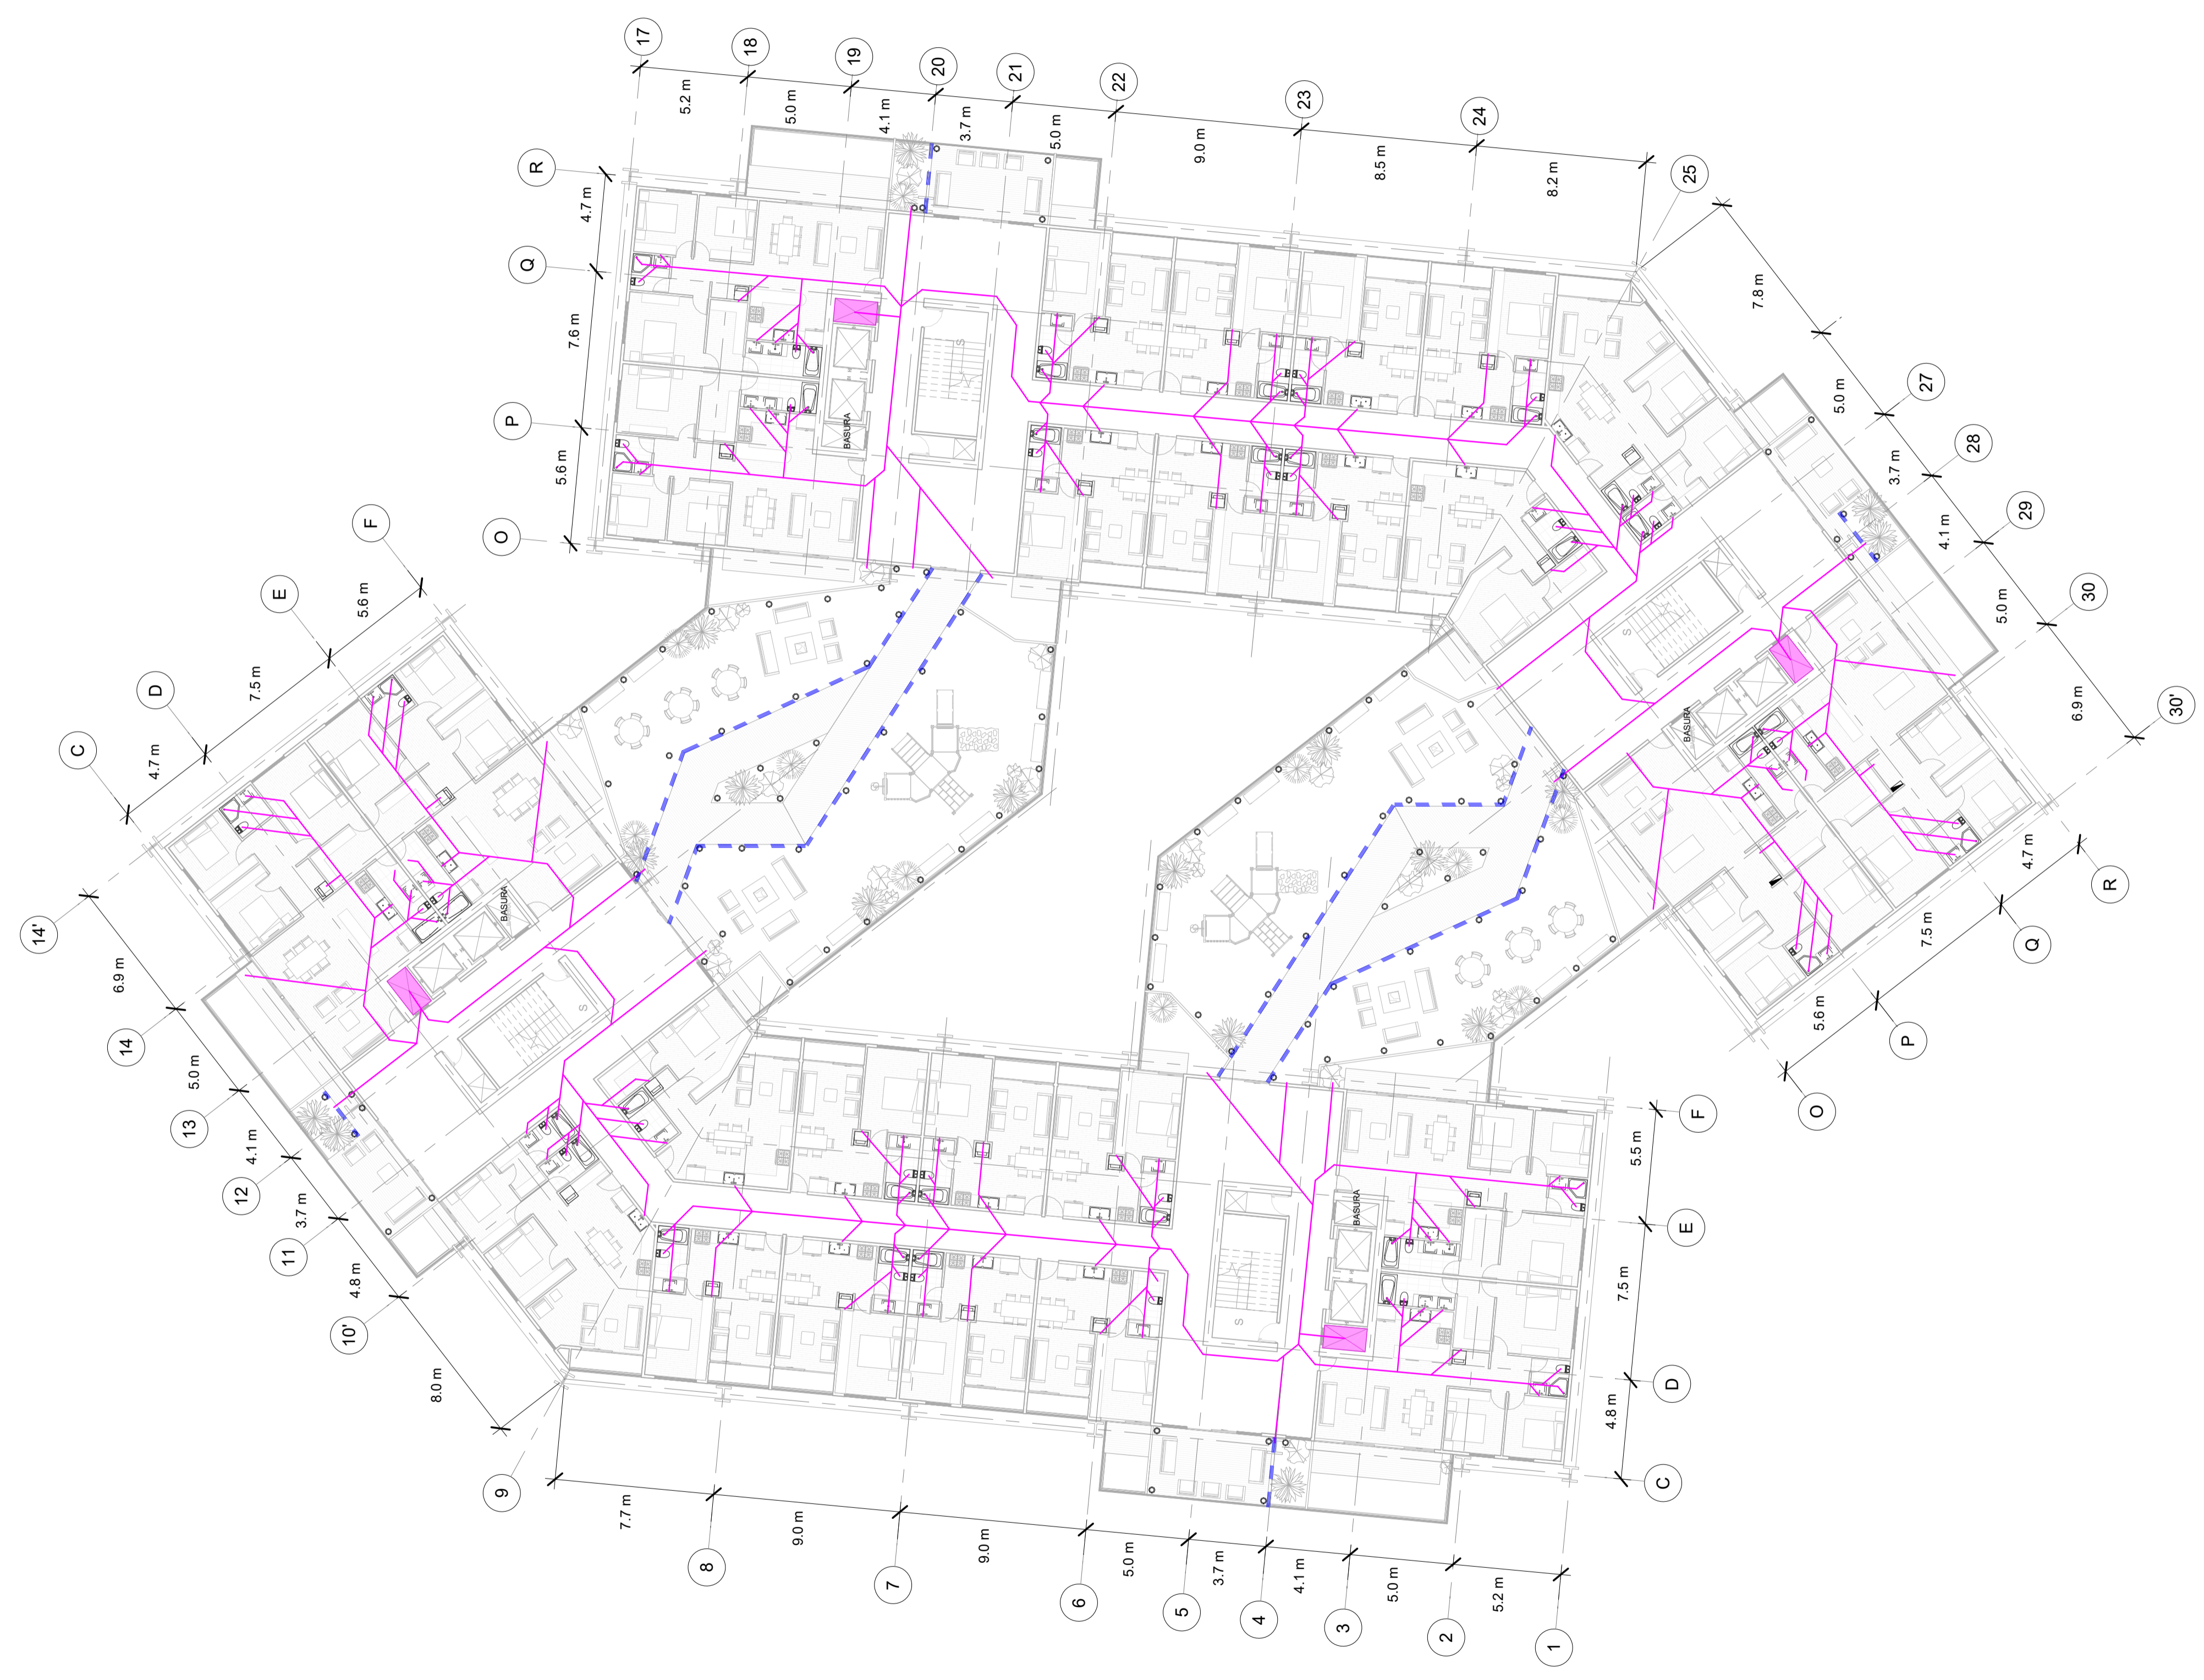 17
18
19
20
21
22
23
24
25
5.2 m
5.0 m
4.1 m
3.7 m
5.0 m
9.0 m
8.5 m
8.2 m
R
Q
P
O
4.7 m
7.6 m
5.6 m
BASURA
S
7.8 m
5.0 m
3.7 m
4.1 m
5.0 m
6.9 m
27
28
29
30
30'
F
E
D
C
5.6 m
7.5 m
4.7 m
BASURA
S
14'
14
13
12
11
10'
9
6.9 m
5.0 m
4.1 m
3.7 m
4.8 m
8.0 m
S
BASURA
4.7 m
7.5 m
5.6 m
R
Q
P
O
BASURA
S
F
E
D
C
5.5 m
7.5 m
4.8 m
7.7 m
9.0 m
9.0 m
5.0 m
3.7 m
4.1 m
5.0 m
5.2 m
8
7
6
5
4
3
2
1